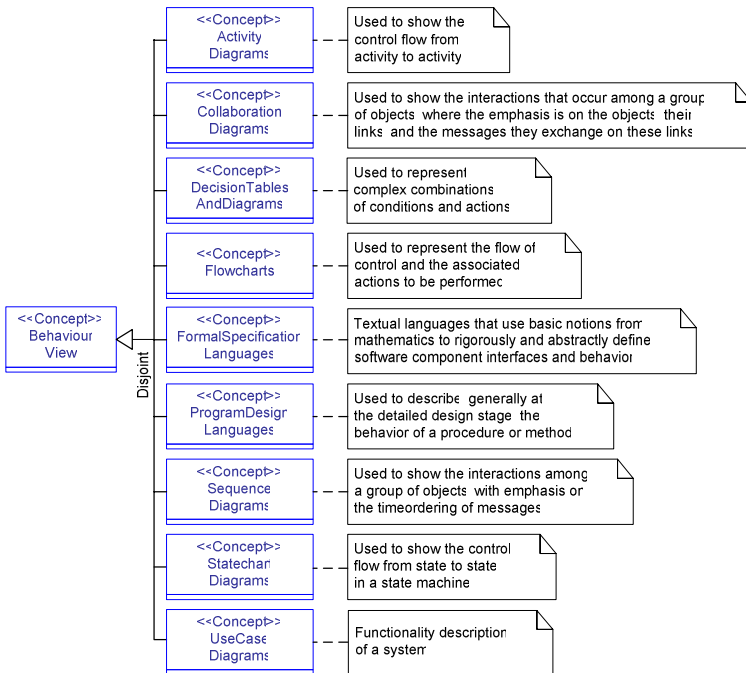 <<Concept>>
Activity
Diagrams
Used to show the
control flow from
activity to activity
<<Concept>>
Collaboration
Diagrams
Used to show the interactions that occur among a group
of objects where the emphasis is on the objects their
links and the messages they exchange on these links
<<Concept>>
DecisionTables
AndDiagrams
Used to represent
complex combinations
of conditions and actions
<<Concept>>
Flowcharts
Used to represent the flow of
control and the associated
actions to be performed
<<Concept>>
Behaviour
View
Disjoint
<<Concept>>
FormalSpecification
Languages
Textual languages that use basic notions from
mathematics to rigorously and abstractly define
software component interfaces and behavior
<<Concept>>
ProgramDesign
Languages
Used to describe generally at
the detailed design stage the
behavior of a procedure or method
<<Concept>>
Sequence
Diagrams
Used to show the interactions among
a group of objects with emphasis on
the timeordering of messages
<<Concept>>
Statechart
Diagrams
Used to show the control
flow from state to state
in a state machine
<<Concept>>
UseCase
Diagrams
Functionality description
of a system